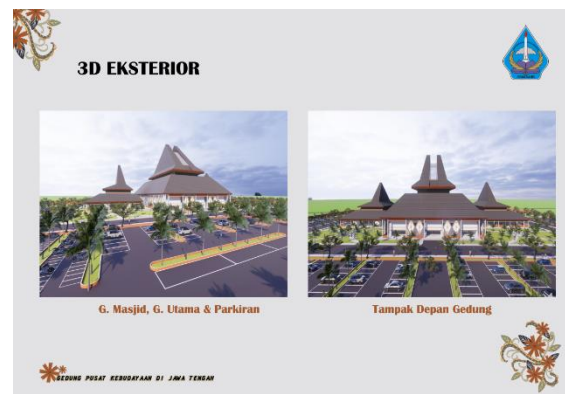 3D EKSTERIOR
G. Masjid, G. Utama & Parkiran
Tampak Depan Gedung
GEDUNG PUSAT KEBUDAYAAN DI JAWA TENGAH